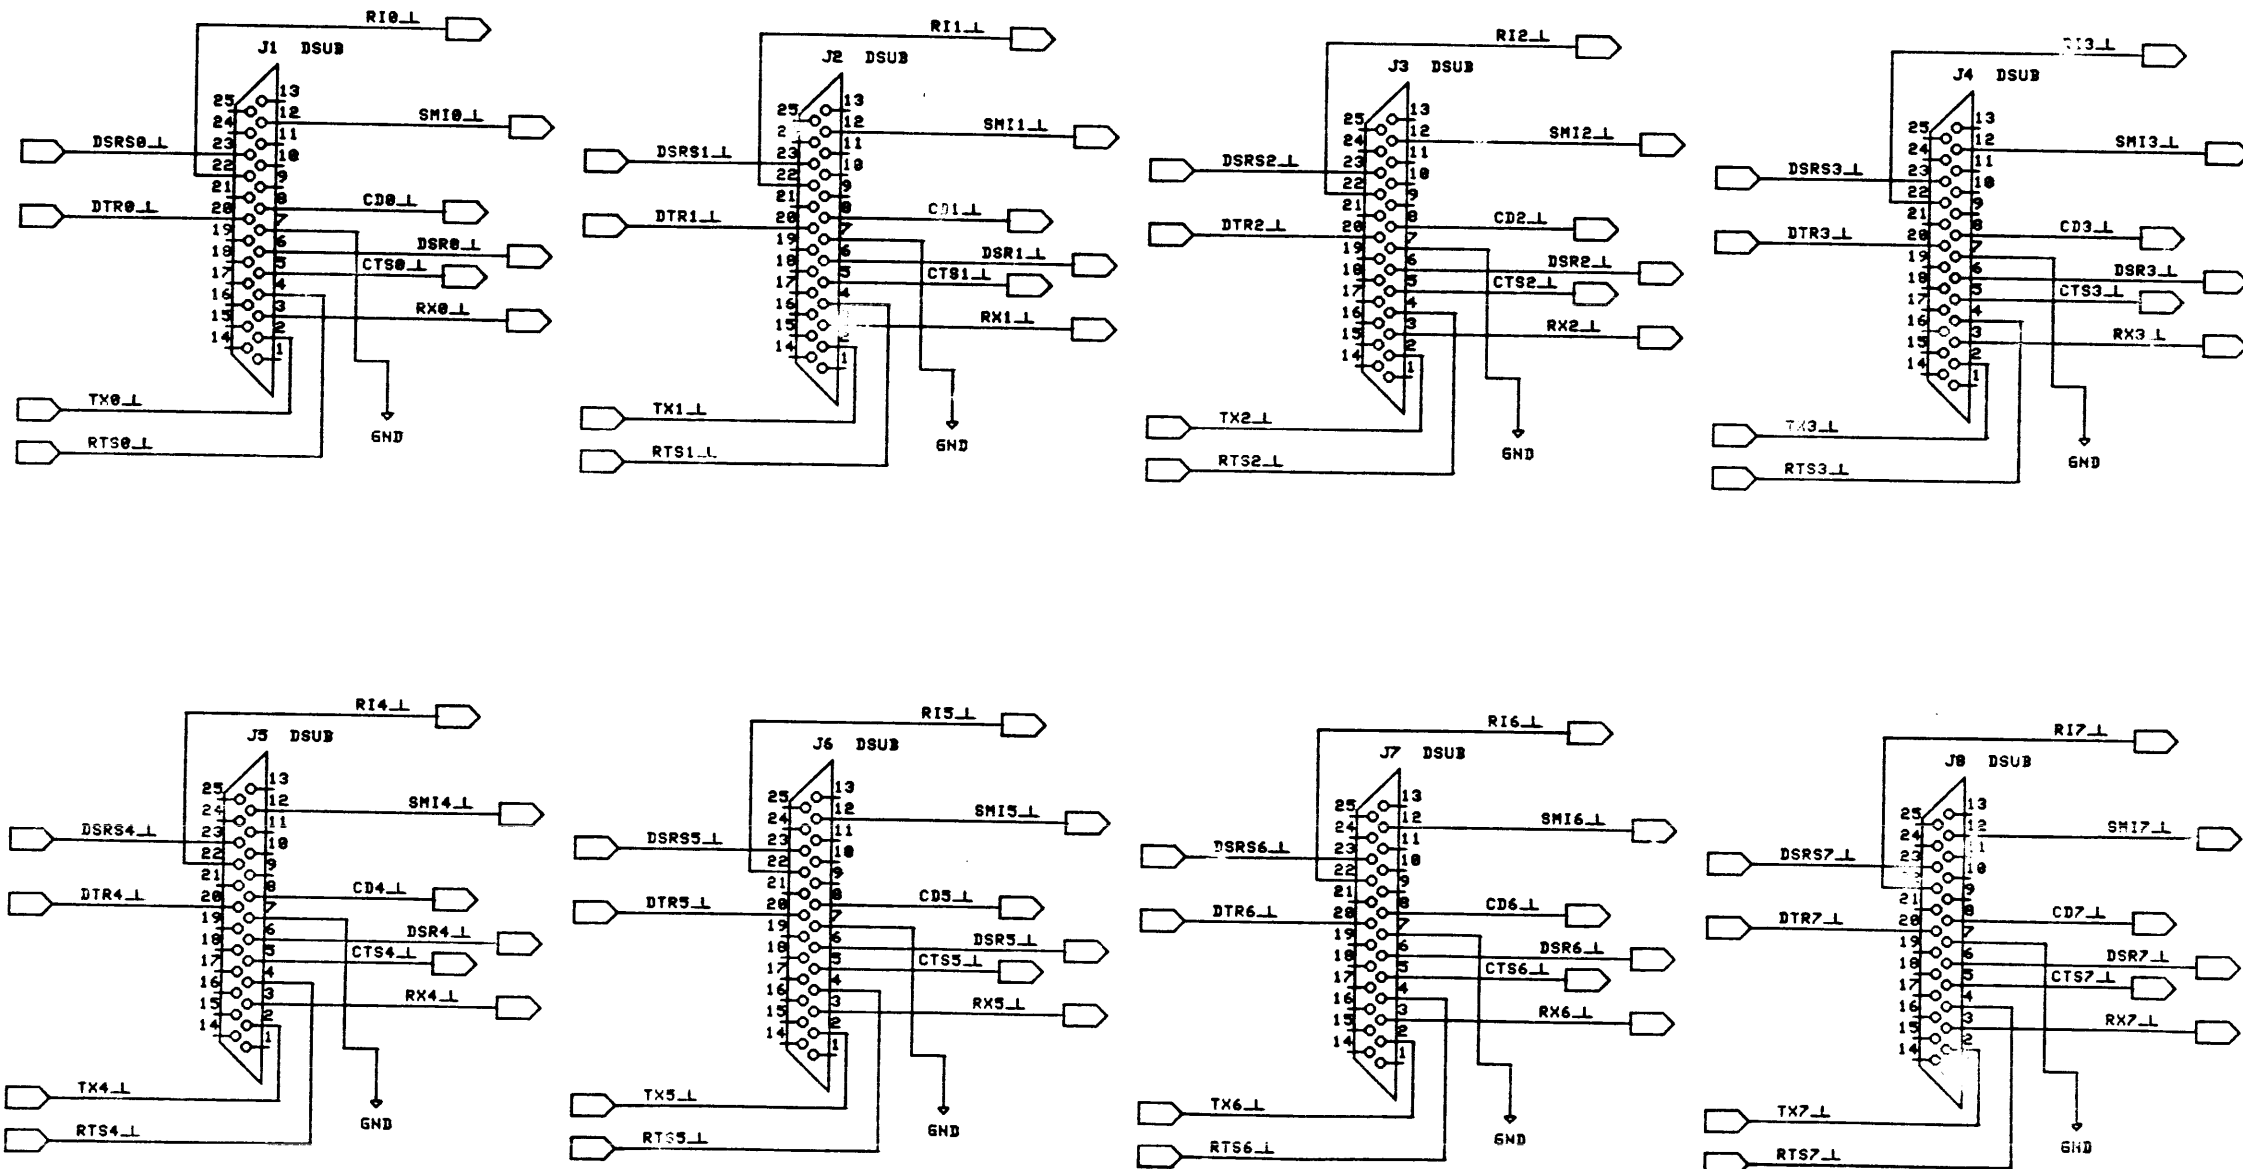 RI0_L
J1 DSUB
13
25
12
SMI0_L
24
11
DSRS0_L
23
10
22
9
21
8
CD0_L
DTR0_L
20
7
19
6
DSR0_L
18
5
CTS0_L
17
4
16
3
RX0_L
15
2
14
1
TX0_L
RTS0_L
GND
RI1_L
J2 DSUB
13
25
12
SMI1_L
11
DSRS1_L
23
10
22
9
21
8
CD1_L
DTR1_L
20
7
19
6
DSR1_L
18
5
CTS1_L
17
4
16
RX1_L
15
14
1
TX1_L
RTS1_L
GND
RI2_L
J3 DSUB
13
25
12
SMI2_L
24
11
DSRS2_L
23
10
22
9
21
8
CD2_L
DTR2_L
20
7
19
6
DSR2_L
18
5
CTS2_L
17
4
16
3
RX2_L
15
2
14
1
TX2_L
RTS2_L
GND
RI3_L
J4 DSUB
13
25
12
SMI3_L
24
11
DSRS3_L
23
10
22
9
21
8
CD3_L
DTR3_L
20
7
19
6
DSR3_L
18
5
CTS3_L
17
4
16
3
RX3_L
15
2
14
1
TX3_L
RTS3_L
GND
RI4_L
J5 DSUB
13
25
12
SMI4_L
24
11
DSRS4_L
23
10
22
9
21
8
CD4_L
DTR4_L
20
7
19
6
DSR4_L
18
5
CTS4_L
17
4
16
3
RX4_L
15
2
14
1
TX4_L
RTS4_L
GND
RI5_L
J6 DSUB
13
25
12
SMI5_L
24
11
DSRS5_L
23
10
22
9
21
8
CD5_L
DTR5_L
20
7
19
6
DSR5_L
18
5
CTS5_L
17
4
16
3
RX5_L
15
2
14
1
TX5_L
RTS5_L
GND
RI6_L
J7 DSUB
13
25
12
SMI6_L
24
11
DSRS6_L
23
10
22
9
21
8
CD6_L
DTR6_L
20
7
19
6
DSR6_L
18
5
CTS6_L
17
4
16
3
RX6_L
15
2
14
1
TX6_L
RTS6_L
GND
RI7_L
J8 DSUB
13
25
12
SMI7_L
24
11
DSRS7_L
23
10
9
21
8
CD7_L
DTR7_L
20
7
19
6
DSR7_L
18
5
CTS7_L
17
4
16
3
RX7_L
15
2
14
TX7_L
RTS7_L
GND